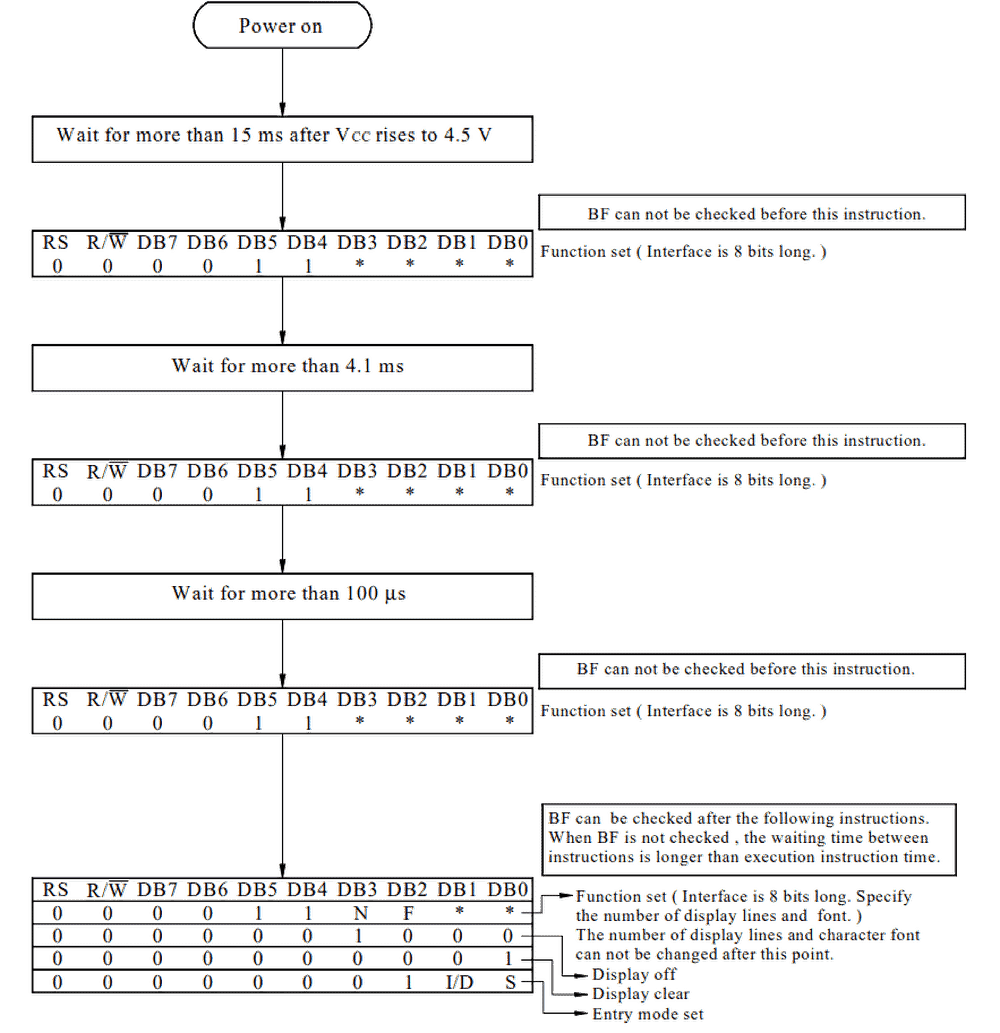 Power on
Wait for more than 15 ms after VCC rises to 4.5 V
BF can not be checked before this instruction.
RS R/W̅ DB7 DB6 DB5 DB4 DB3 DB2 DB1 DB0
0 0 0 0 1 1 * * * *
Function set ( Interface is 8 bits long. )
Wait for more than 4.1 ms
BF can not be checked before this instruction.
RS R/W̅ DB7 DB6 DB5 DB4 DB3 DB2 DB1 DB0
0 0 0 0 1 1 * * * *
Function set ( Interface is 8 bits long. )
Wait for more than 100 µs
BF can not be checked before this instruction.
RS R/W̅ DB7 DB6 DB5 DB4 DB3 DB2 DB1 DB0
0 0 0 0 1 1 * * * *
Function set ( Interface is 8 bits long. )
BF can be checked after the following instructions.
When BF is not checked , the waiting time between
instructions is longer than execution instruction time.
RS R/W̅ DB7 DB6 DB5 DB4 DB3 DB2 DB1 DB0
0 0 0 0 1 1 N F * *
0 0 0 0 0 0 1 0 0 0
0 0 0 0 0 0 0 0 0 1
0 0 0 0 0 0 0 1 I/D S
Function set ( Interface is 8 bits long. Specify
the number of display lines and font. )
The number of display lines and character font
can not be changed after this point.
Display off
Display clear
Entry mode set